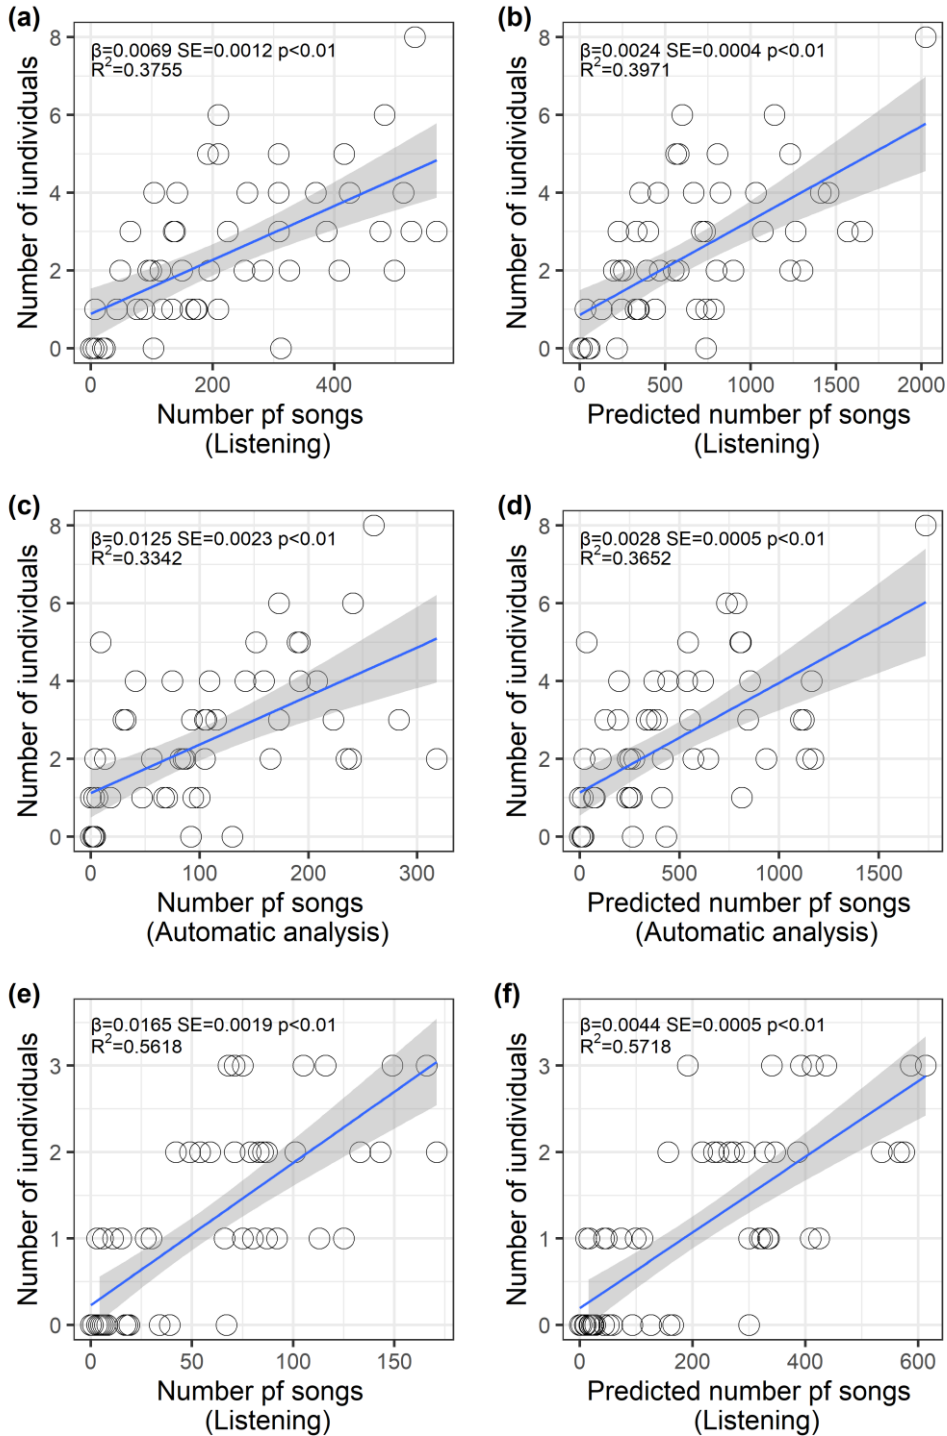 (a)
β=0.0069 SE=0.0012 p<0.01
R²=0.3755
Number of iundividuals
8
6
4
2
0
0 200 400
Number pf songs
(Listening)
(b)
β=0.0024 SE=0.0004 p<0.01
R²=0.3971
Number of iundividuals
8
6
4
2
0
0 500 1000 1500 2000
Predicted number pf songs
(Listening)
(c)
β=0.0125 SE=0.0023 p<0.01
R²=0.3342
Number of iundividuals
8
6
4
2
0
0 100 200 300
Number pf songs
(Automatic analysis)
(d)
β=0.0028 SE=0.0005 p<0.01
R²=0.3652
Number of iundividuals
8
6
4
2
0
0 500 1000 1500
Predicted number pf songs
(Automatic analysis)
(e)
β=0.0165 SE=0.0019 p<0.01
R²=0.5618
Number of iundividuals
3
2
1
0
0 50 100 150
Number pf songs
(Listening)
(f)
β=0.0044 SE=0.0005 p<0.01
R²=0.5718
Number of iundividuals
3
2
1
0
0 200 400 600
Predicted number pf songs
(Listening)